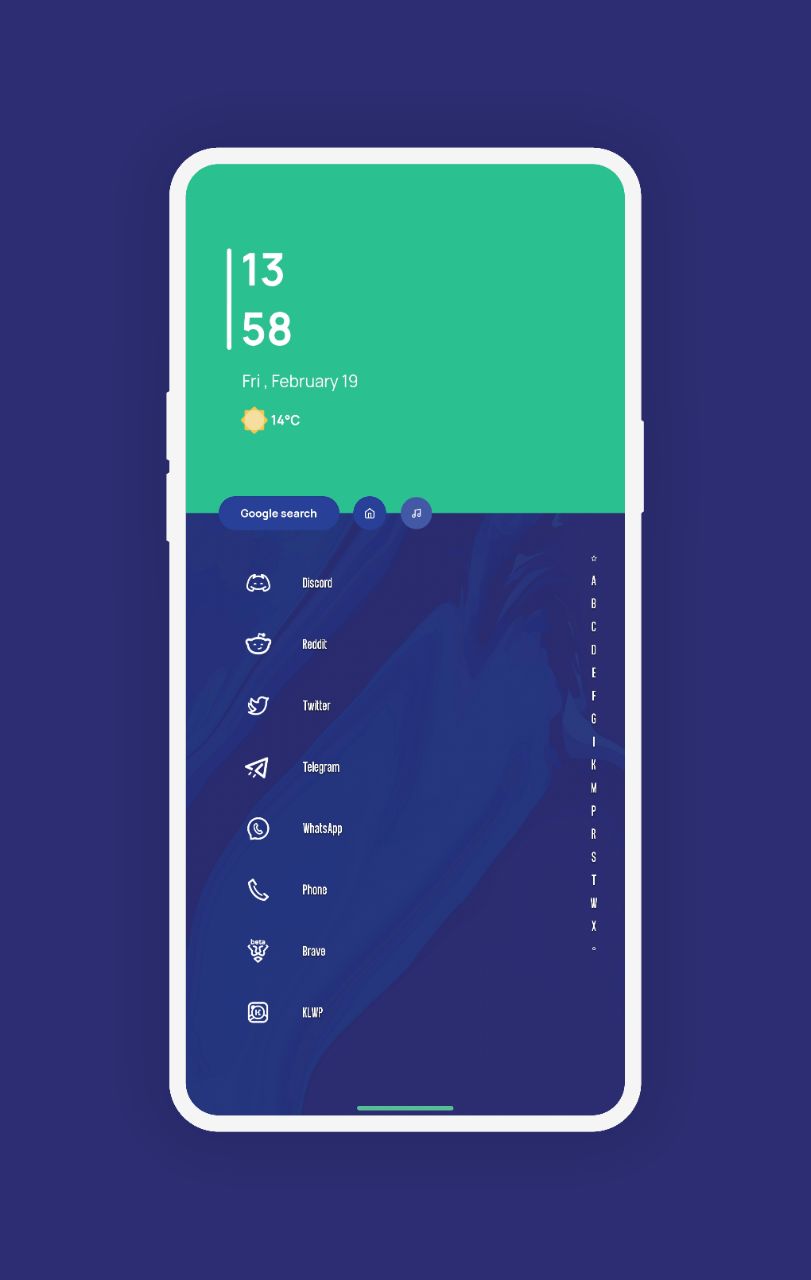 13
58
Fri , February 19
14°C
Google search
Discord
Reddit
Twitter
Telegram
WhatsApp
Phone
beta
Brave
KLWP
A
B
C
D
E
F
G
I
K
M
P
R
S
T
W
X